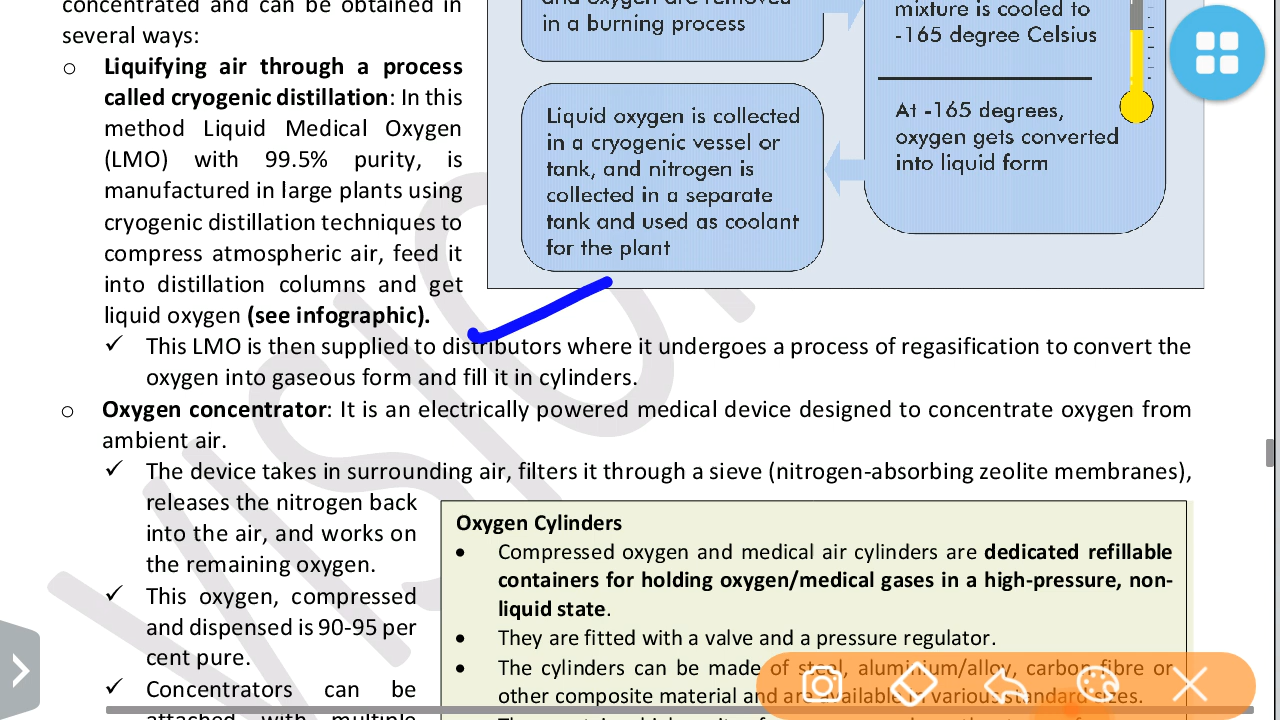 concentrated and can be obtained in
several ways:
o Liquifying air through a process
called cryogenic distillation: In this
method Liquid Medical Oxygen
(LMO) with 99.5% purity, is
manufactured in large plants using
cryogenic distillation techniques to
compress atmospheric air, feed it
into distillation columns and get
liquid oxygen (see infographic).
and oxygen are removed
in a burning process
mixture is cooled to
-165 degree Celsius
At -165 degrees,
oxygen gets converted
into liquid form
Liquid oxygen is collected
in a cryogenic vessel or
tank, and nitrogen is
collected in a separate
tank and used as coolant
for the plant
✓ This LMO is then supplied to distributors where it undergoes a process of regasification to convert the
oxygen into gaseous form and fill it in cylinders.
o Oxygen concentrator: It is an electrically powered medical device designed to concentrate oxygen from
ambient air.
✓ The device takes in surrounding air, filters it through a sieve (nitrogen-absorbing zeolite membranes),
releases the nitrogen back
into the air, and works on
the remaining oxygen.
✓ This oxygen, compressed
and dispensed is 90-95 per
cent pure.
✓ Concentrators can be
attached with multiple
Oxygen Cylinders
• Compressed oxygen and medical air cylinders are dedicated refillable
containers for holding oxygen/medical gases in a high-pressure, non-
liquid state.
• They are fitted with a valve and a pressure regulator.
• The cylinders can be made of steel, aluminium/alloy, carbon fibre or
other composite material and are available in various standard sizes.
VISION